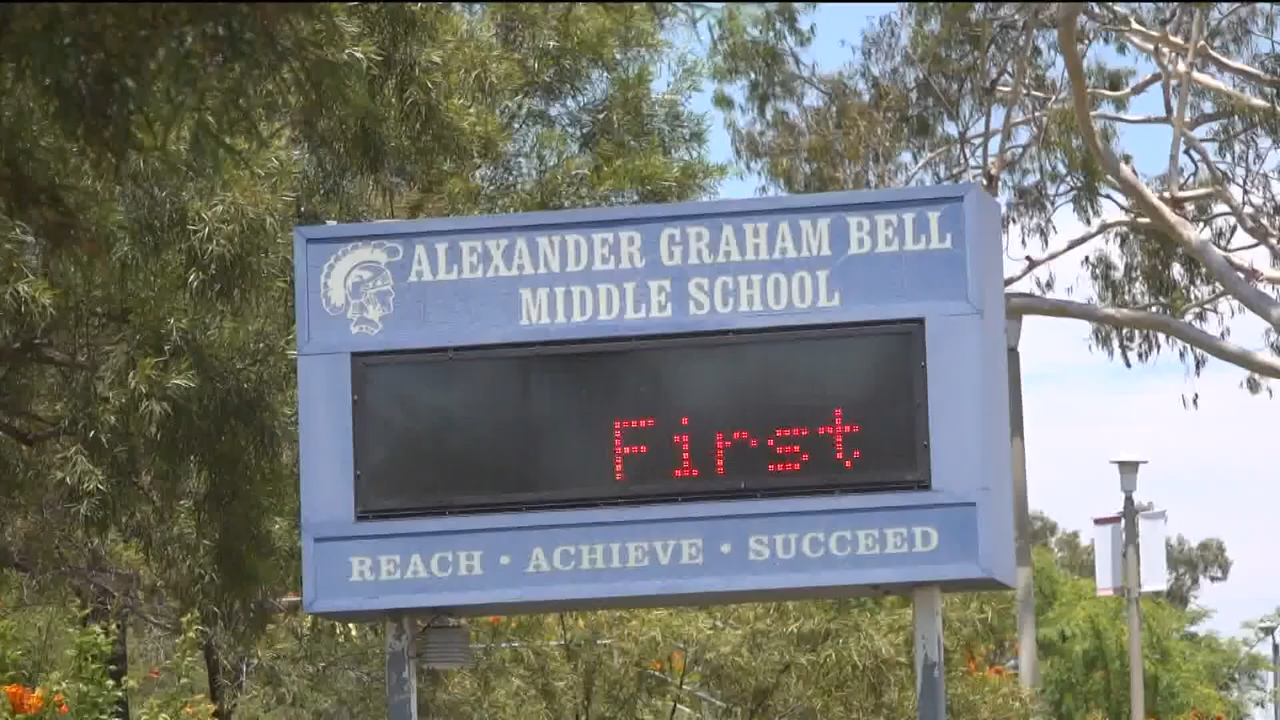 ALEXANDER GRAHAM BELL
MIDDLE SCHOOL
First
REACH • ACHIEVE • SUCCEED